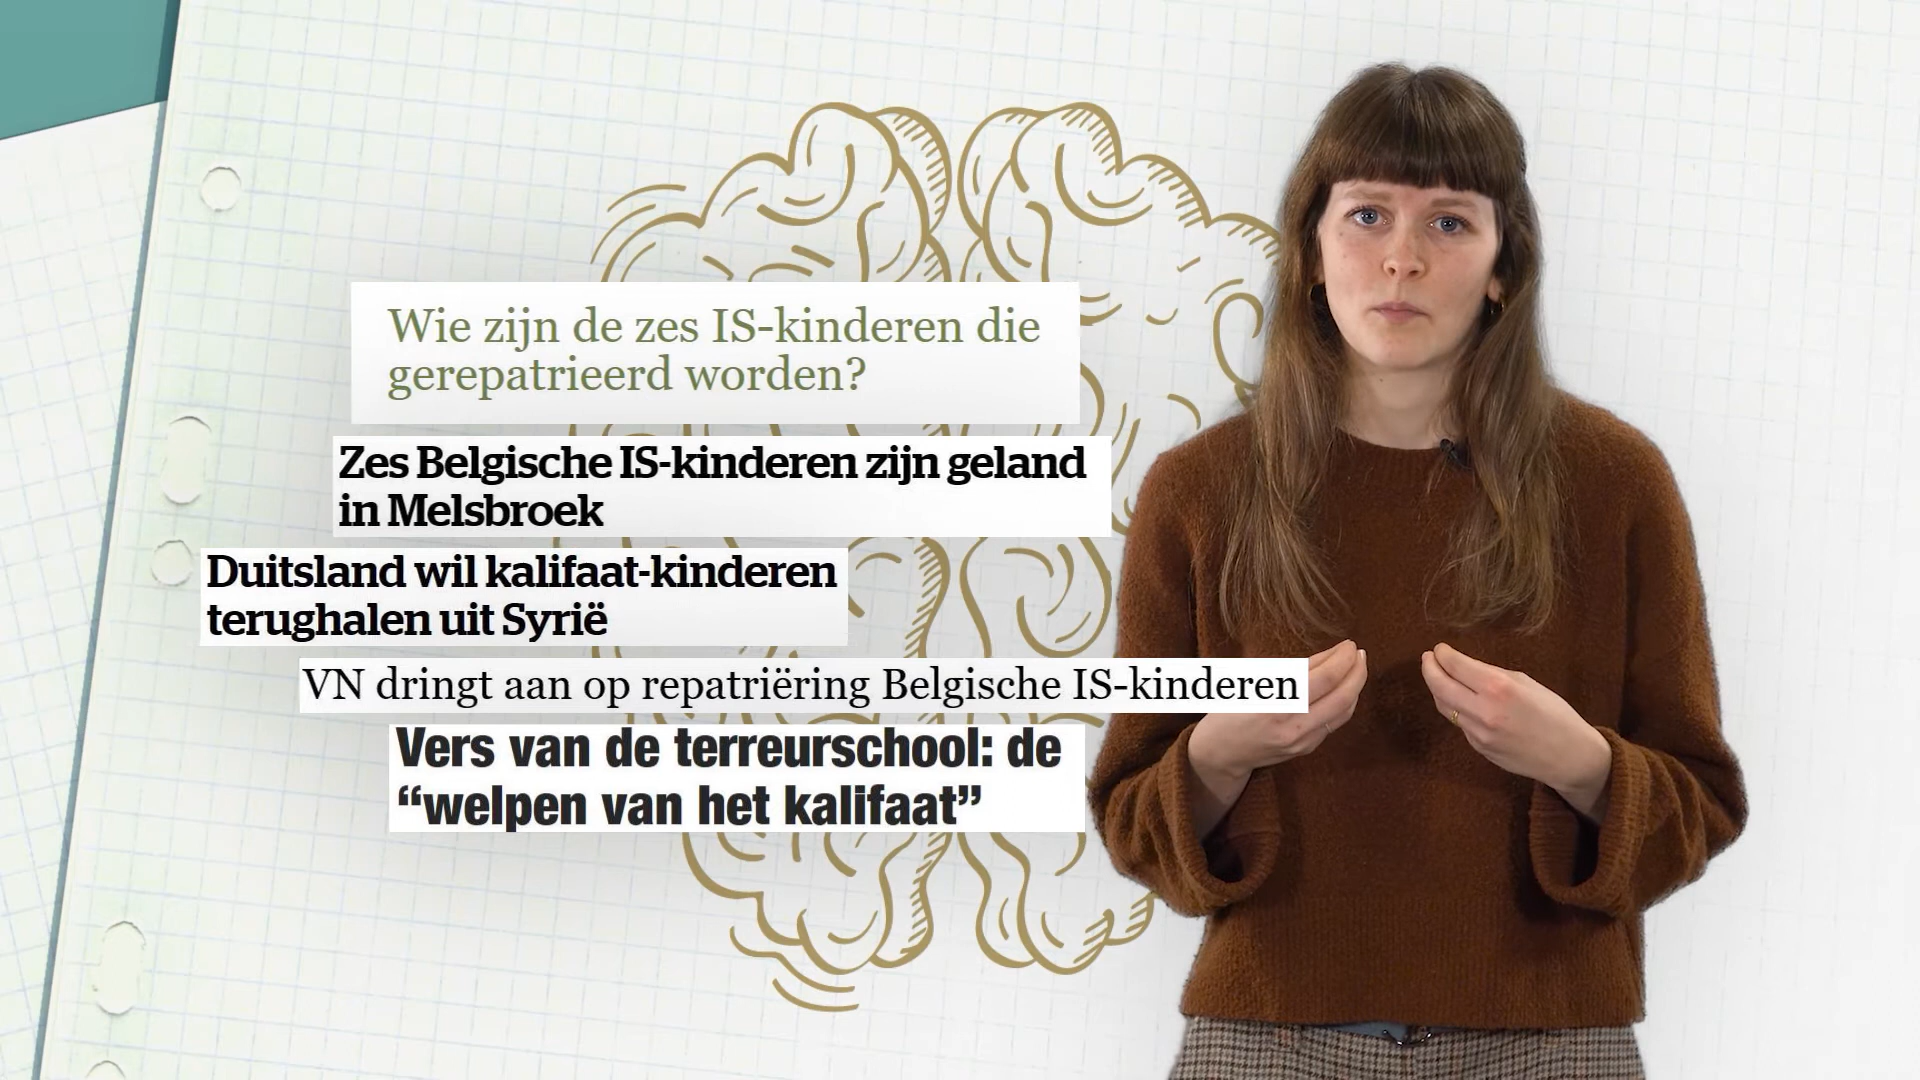 Wie zijn de zes IS-kinderen die
gerepatrieerd worden?
Zes Belgische IS-kinderen zijn geland
in Melsbroek
Duitsland wil kalifaat-kinderen
terughalen uit Syrië
VN dringt aan op repatriëring Belgische IS-kinderen
Vers van de terreurschool: de
“welpen van het kalifaat”